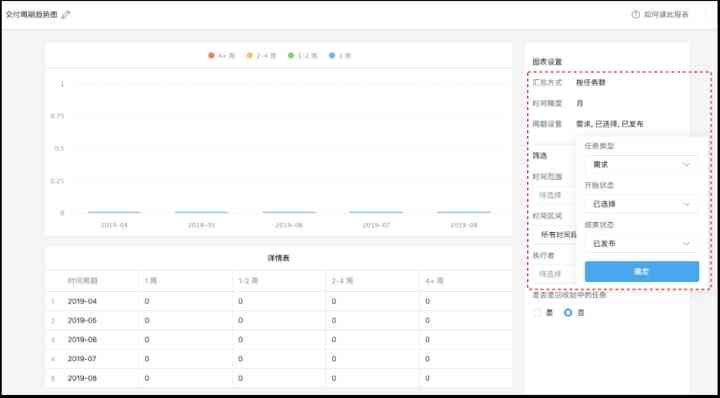 交付周期趋势图
如何读此报表
4+ 周 2-4 周 1-2 周 1 周
1
0.75
0.5
0.25
0
2019-04 2019-05 2019-06 2019-07 2019-08
详情表
时间周期 1 周 1-2 周 2-4 周 4+ 周
1 2019-04 0 0 0 0
2 2019-05 0 0 0 0
3 2019-06 0 0 0 0
4 2019-07 0 0 0 0
5 2019-08 0 0 0 0
图表设置
汇总方式 按任务数
时间精度 月
周期设置 需求, 已选择, 已发布
筛选
时间范围
待选择
时间区间
所有时间段
执行者
待选择
任务类型
需求
开始状态
已选择
结束状态
已发布
确定
是否是回收站中的任务
是 否